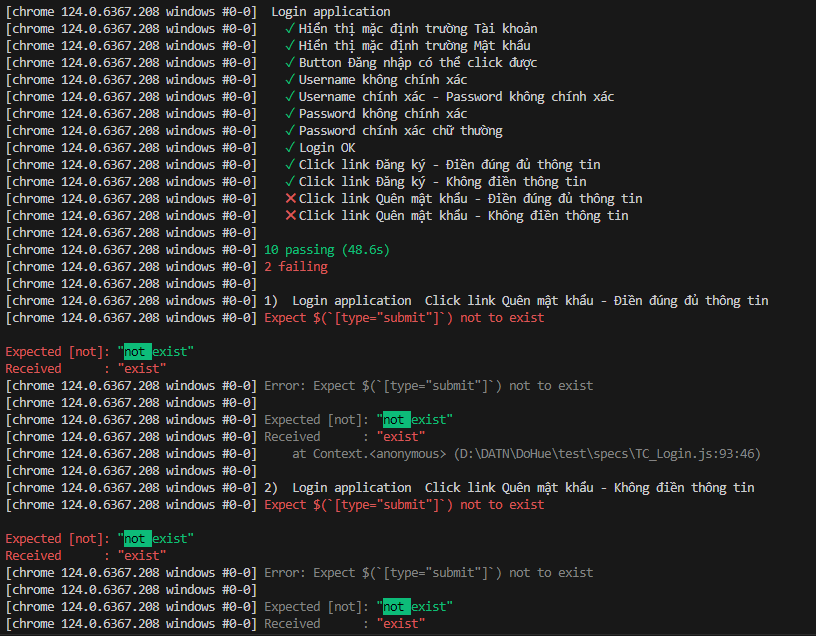 [chrome 124.0.6367.208 windows #0-0]  Login application
[chrome 124.0.6367.208 windows #0-0]    ✓ Hiển thị mặc định trường Tài khoản
[chrome 124.0.6367.208 windows #0-0]    ✓ Hiển thị mặc định trường Mật khẩu
[chrome 124.0.6367.208 windows #0-0]    ✓ Button Đăng nhập có thể click được
[chrome 124.0.6367.208 windows #0-0]    ✓ Username không chính xác
[chrome 124.0.6367.208 windows #0-0]    ✓ Username chính xác - Password không chính xác
[chrome 124.0.6367.208 windows #0-0]    ✓ Password không chính xác
[chrome 124.0.6367.208 windows #0-0]    ✓ Password chính xác chữ thường
[chrome 124.0.6367.208 windows #0-0]    ✓ Login OK
[chrome 124.0.6367.208 windows #0-0]    ✓ Click link Đăng ký - Điền đúng đủ thông tin
[chrome 124.0.6367.208 windows #0-0]    ✓ Click link Đăng ký - Không điền thông tin
[chrome 124.0.6367.208 windows #0-0]    ✕ Click link Quên mật khẩu - Điền đúng đủ thông tin
[chrome 124.0.6367.208 windows #0-0]    ✕ Click link Quên mật khẩu - Không điền thông tin
[chrome 124.0.6367.208 windows #0-0]
[chrome 124.0.6367.208 windows #0-0] 10 passing (48.6s)
[chrome 124.0.6367.208 windows #0-0] 2 failing
[chrome 124.0.6367.208 windows #0-0]
[chrome 124.0.6367.208 windows #0-0] 1)  Login application  Click link Quên mật khẩu - Điền đúng đủ thông tin
[chrome 124.0.6367.208 windows #0-0] Expect $(`[type="submit"]`) not to exist
Expected [not]: "not exist"
Received      : "exist"
[chrome 124.0.6367.208 windows #0-0] Error: Expect $(`[type="submit"]`) not to exist
[chrome 124.0.6367.208 windows #0-0]
[chrome 124.0.6367.208 windows #0-0] Expected [not]: "not exist"
[chrome 124.0.6367.208 windows #0-0] Received      : "exist"
[chrome 124.0.6367.208 windows #0-0]     at Context.<anonymous> (D:\DATN\DoHue\test\specs\TC_Login.js:93:46)
[chrome 124.0.6367.208 windows #0-0]
[chrome 124.0.6367.208 windows #0-0] 2)  Login application  Click link Quên mật khẩu - Không điền thông tin
[chrome 124.0.6367.208 windows #0-0] Expect $(`[type="submit"]`) not to exist
Expected [not]: "not exist"
Received      : "exist"
[chrome 124.0.6367.208 windows #0-0] Error: Expect $(`[type="submit"]`) not to exist
[chrome 124.0.6367.208 windows #0-0]
[chrome 124.0.6367.208 windows #0-0] Expected [not]: "not exist"
[chrome 124.0.6367.208 windows #0-0] Received      : "exist"